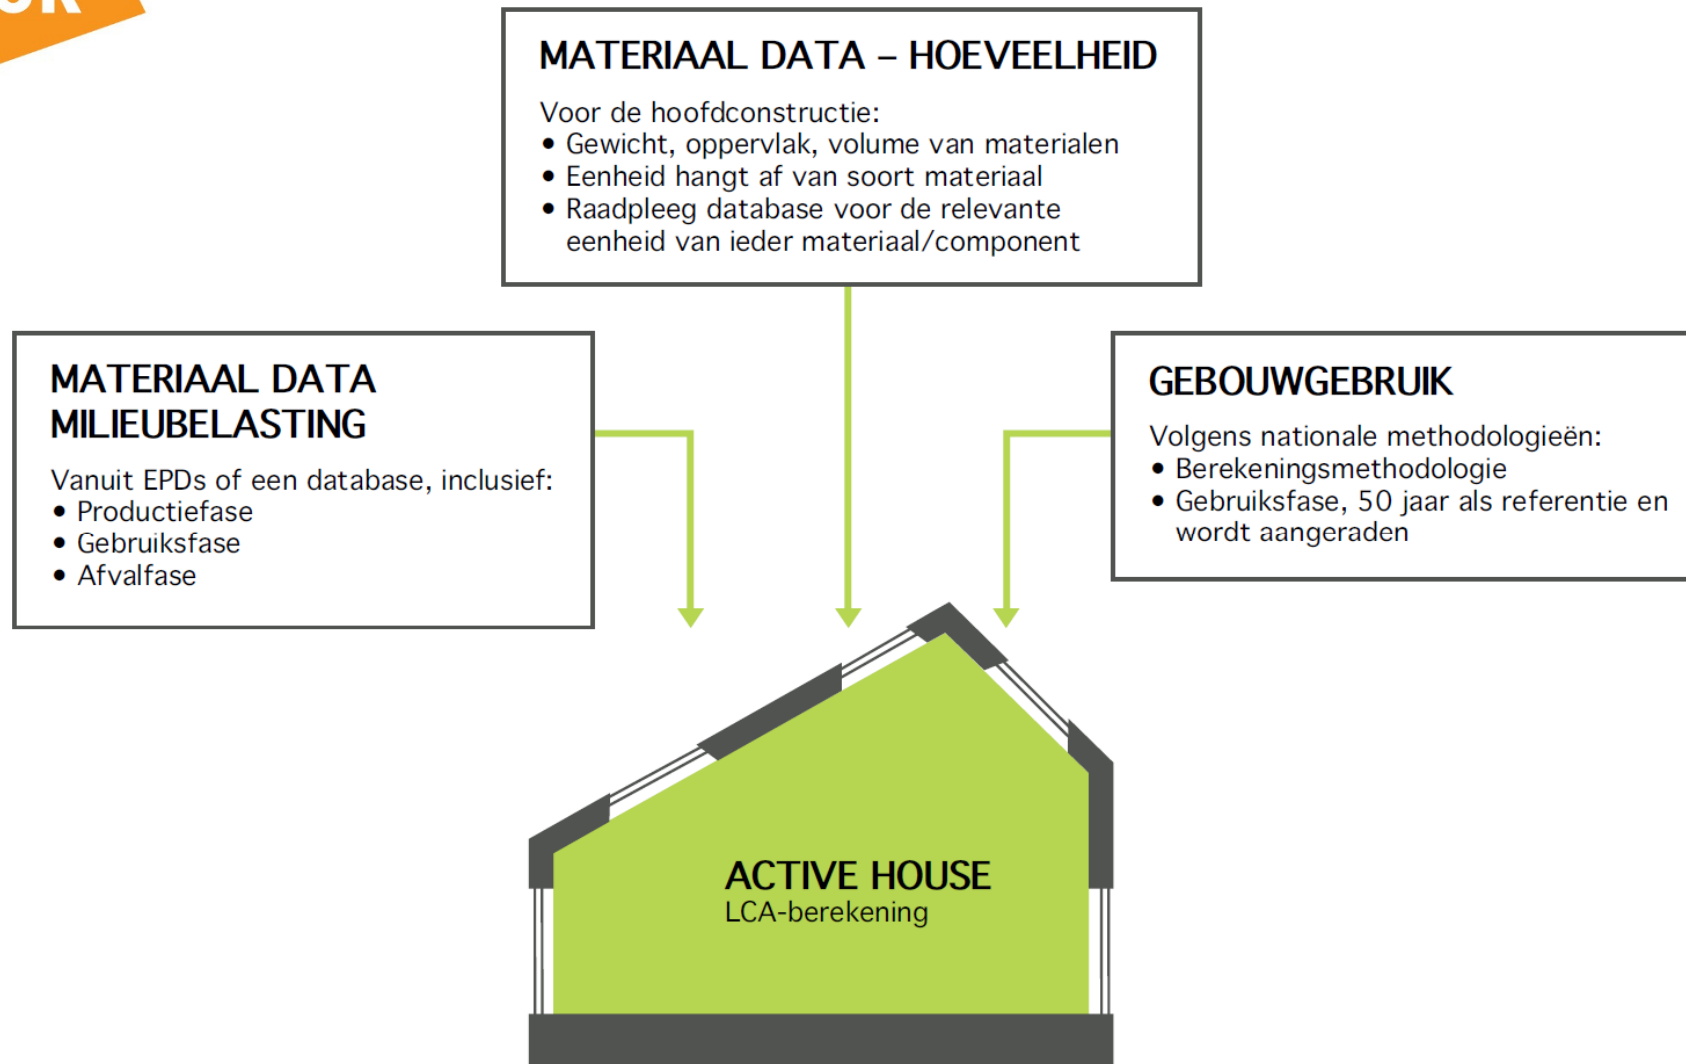 MATERIAAL DATA – HOEVEELHEID
Voor de hoofdconstructie:
• Gewicht, oppervlak, volume van materialen
• Eenheid hangt af van soort materiaal
• Raadpleeg database voor de relevante
eenheid van ieder materiaal/component
MATERIAAL DATA
MILIEUBELASTING
Vanuit EPDs of een database, inclusief:
• Productiefase
• Gebruiksfase
• Afvalfase
GEBOUWGEBRUIK
Volgens nationale methodologieën:
• Berekeningsmethodologie
• Gebruiksfase, 50 jaar als referentie en
wordt aangeraden
ACTIVE HOUSE
LCA-berekening